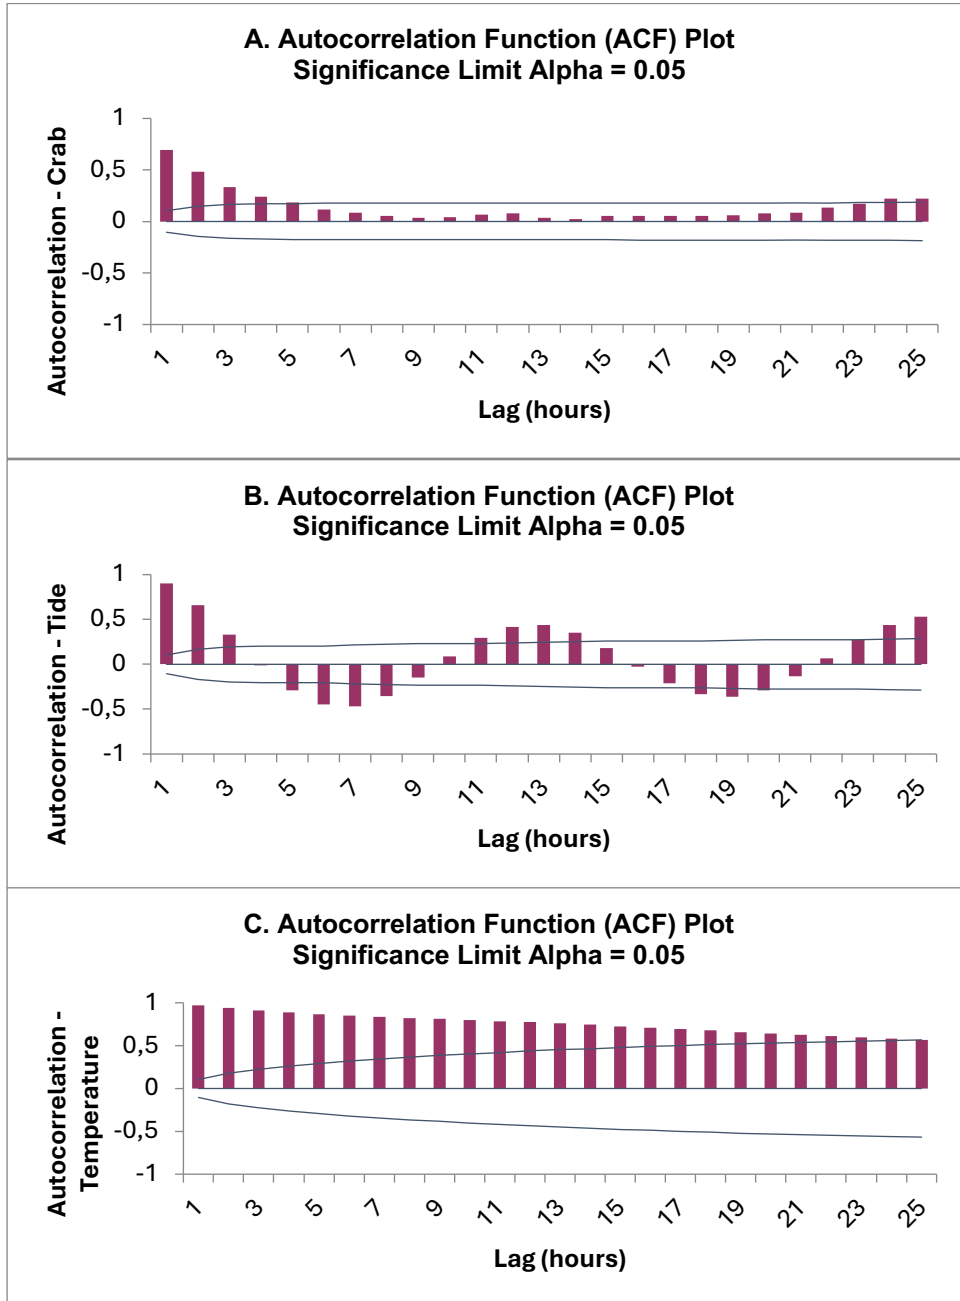 A. Autocorrelation Function (ACF) Plot
Significance Limit Alpha = 0.05
Autocorrelation - Crab
1
0,5
0
-0,5
-1
1 3 5 7 9 11 13 15 17 19 21 23 25
Lag (hours)
B. Autocorrelation Function (ACF) Plot
Significance Limit Alpha = 0.05
Autocorrelation - Tide
1
0,5
0
-0,5
-1
1 3 5 7 9 11 13 15 17 19 21 23 25
Lag (hours)
C. Autocorrelation Function (ACF) Plot
Significance Limit Alpha = 0.05
Autocorrelation -
Temperature
1
0,5
0
-0,5
-1
1 3 5 7 9 11 13 15 17 19 21 23 25
Lag (hours)